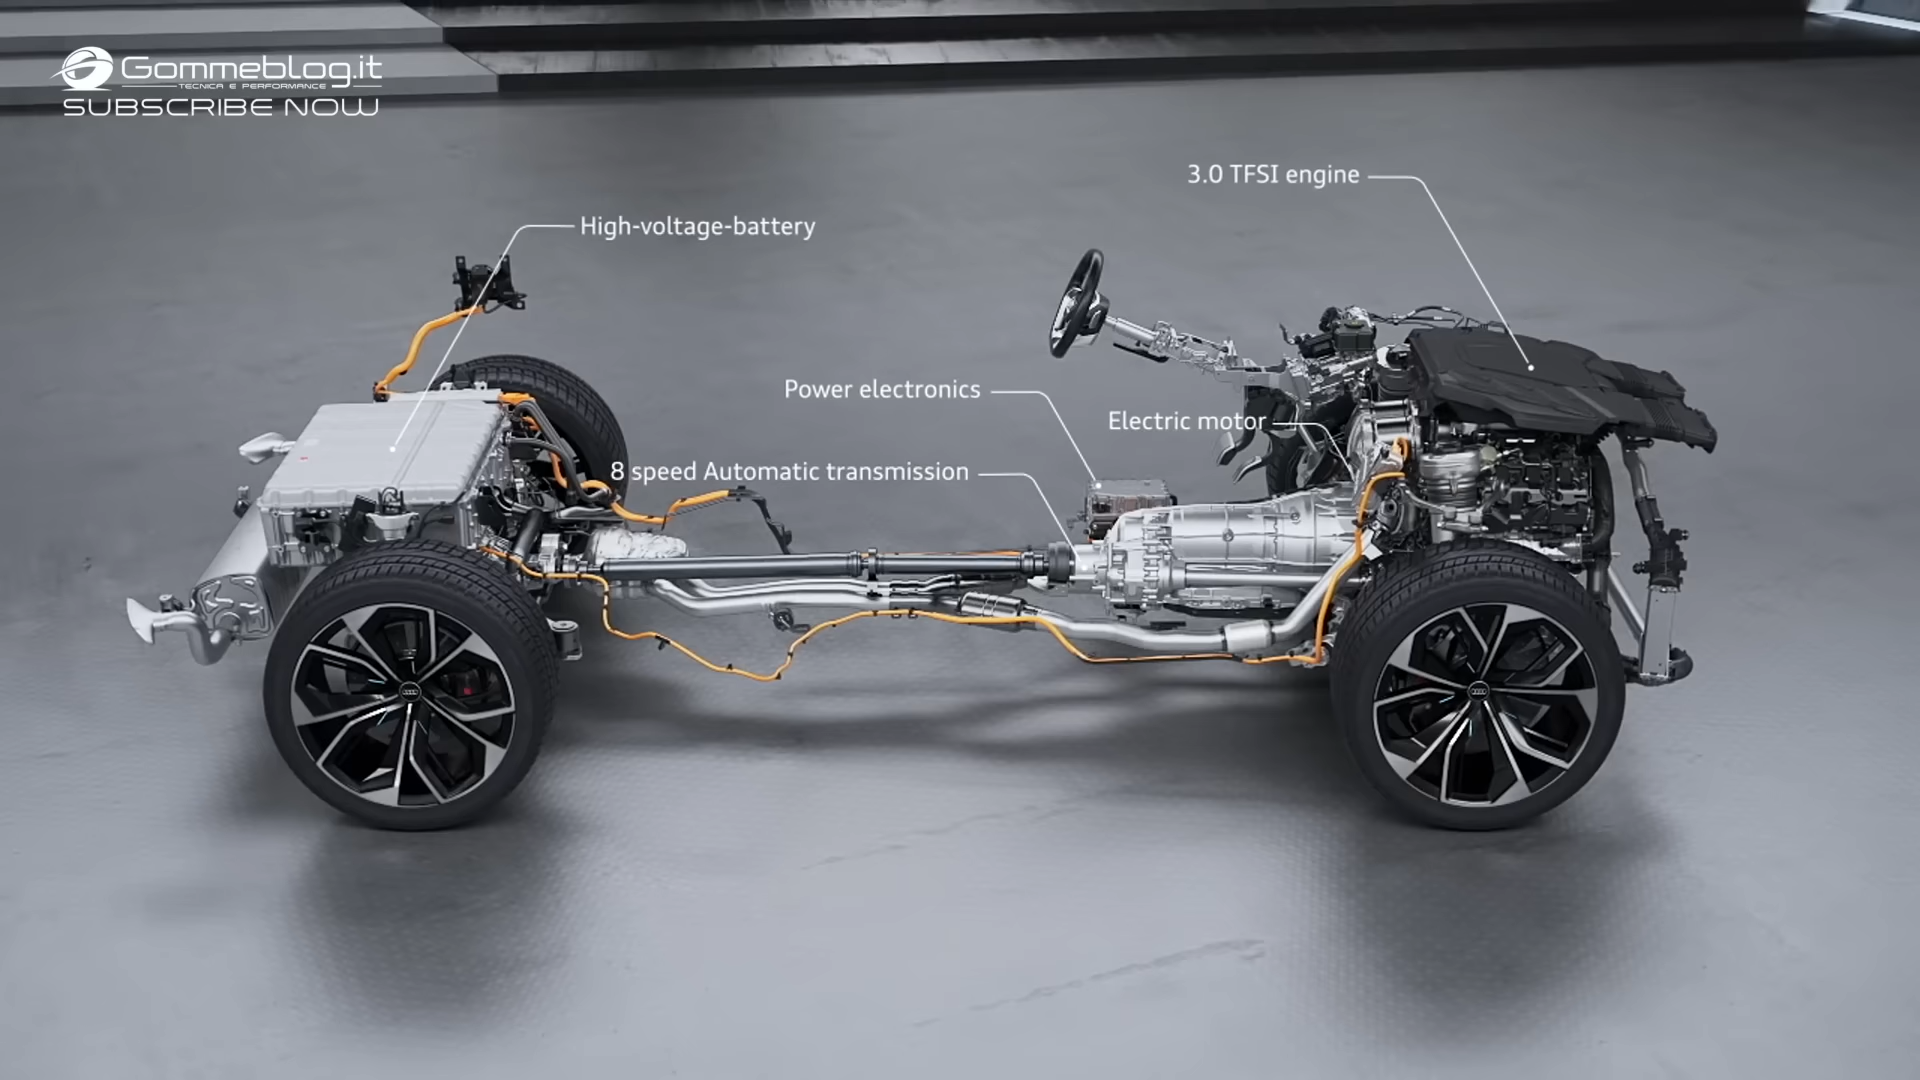 Gommeblog.it
TECNICA E PERFORMANCE
SUBSCRIBE NOW
3.0 TFSI engine
High-voltage-battery
Power electronics
Electric motor
8 speed Automatic transmission